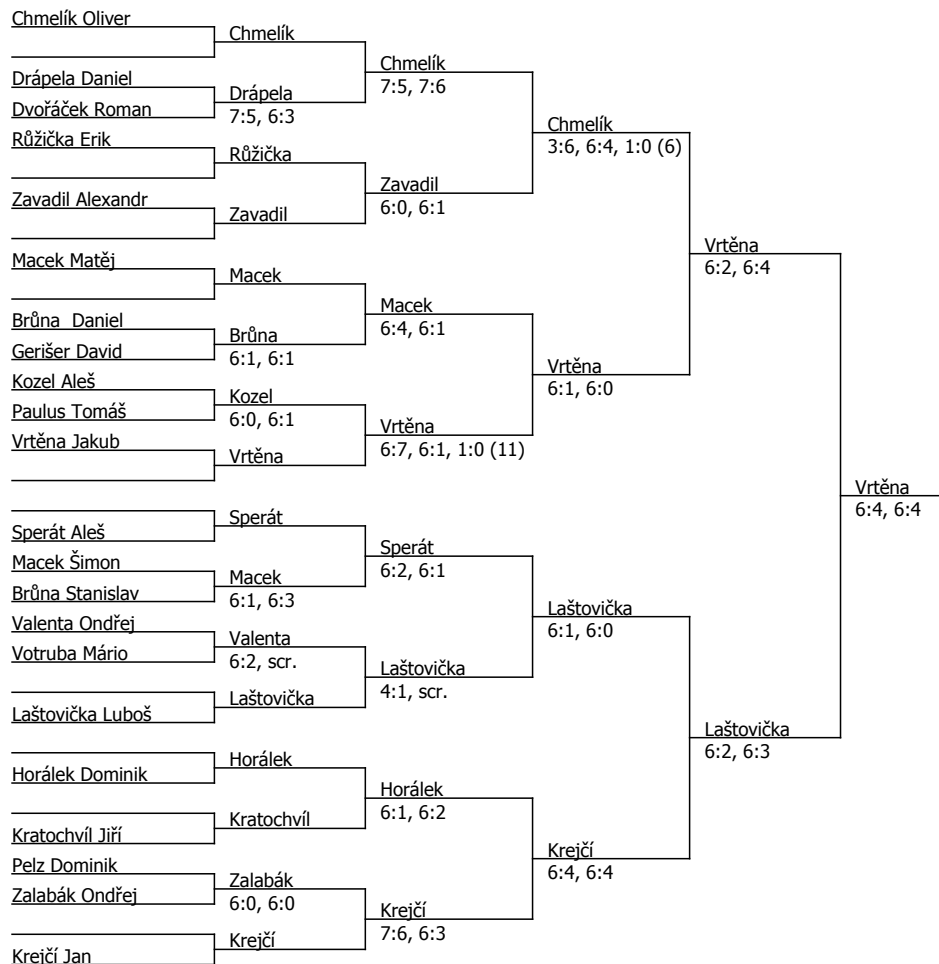 Chmelík Oliver
Chmelík
Chmelík
7:5, 7:6
Drápela Daniel
Drápela
7:5, 6:3
Dvořáček Roman
Chmelík
3:6, 6:4, 1:0 (6)
Růžička Erik
Růžička
Zavadil
6:0, 6:1
Zavadil Alexandr
Zavadil
Vrtěna
6:2, 6:4
Macek Matěj
Macek
Macek
6:4, 6:1
Brůna  Daniel
Brůna
6:1, 6:1
Gerišer David
Vrtěna
6:1, 6:0
Kozel Aleš
Kozel
6:0, 6:1
Paulus Tomáš
Vrtěna
6:7, 6:1, 1:0 (11)
Vrtěna Jakub
Vrtěna
Vrtěna
6:4, 6:4
Sperát
Sperát Aleš
Sperát
6:2, 6:1
Macek Šimon
Macek
6:1, 6:3
Brůna Stanislav
Laštovička
6:1, 6:0
Valenta Ondřej
Valenta
6:2, scr.
Votruba Mário
Laštovička
4:1, scr.
Laštovička
Laštovička Luboš
Laštovička
6:2, 6:3
Horálek
Horálek Dominik
Horálek
6:1, 6:2
Kratochvíl
Kratochvíl Jiří
Krejčí
6:4, 6:4
Pelz Dominik
Zalabák
6:0, 6:0
Zalabák Ondřej
Krejčí
7:6, 6:3
Krejčí
Krejčí Jan